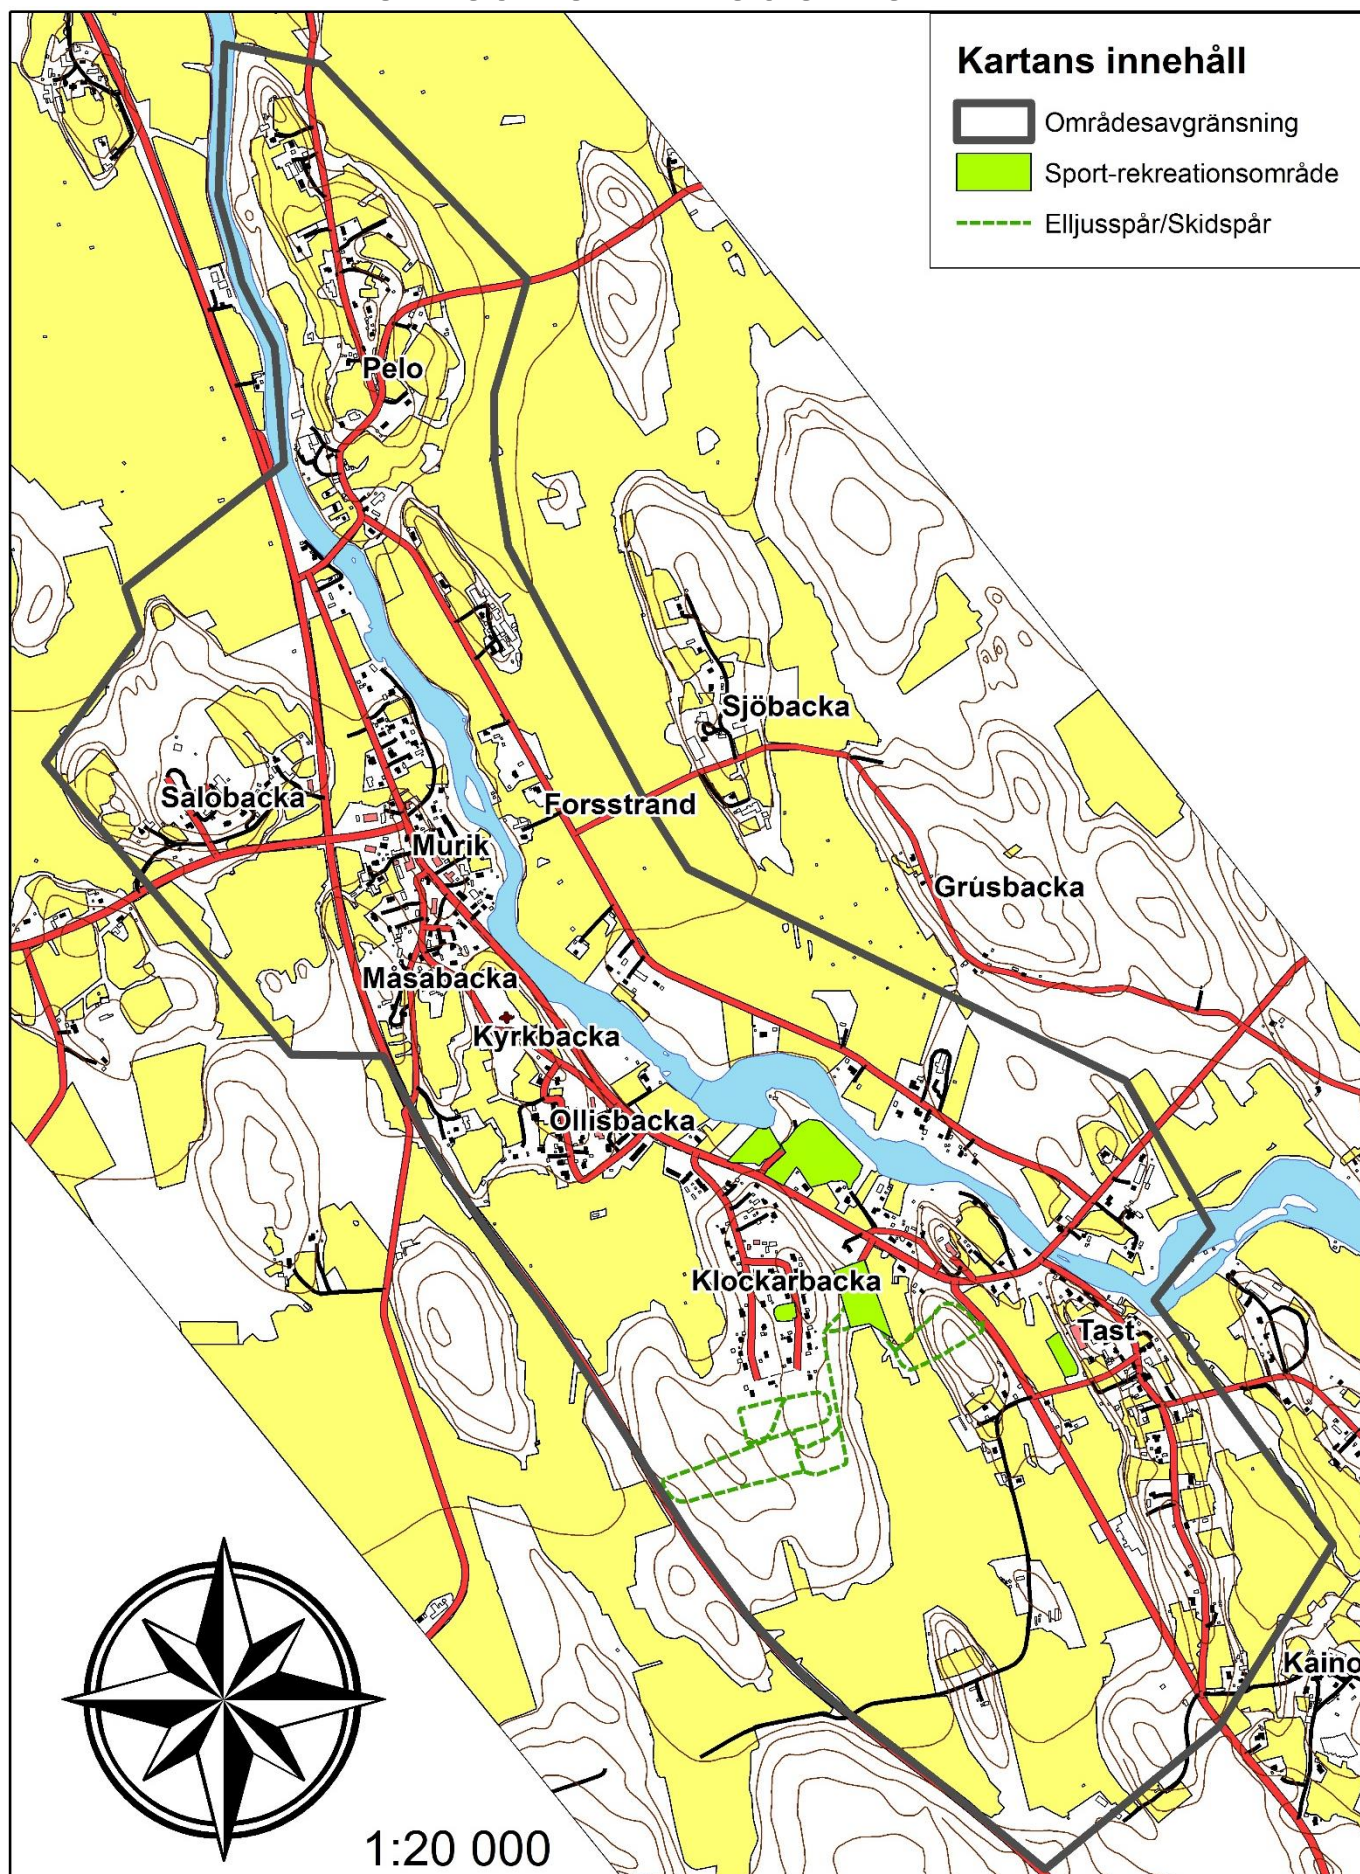 Kartans innehåll
Områdesavgränsning
Sport-rekreationsområde
Elljusspår/Skidspår
Pelo
Sjöbacka
Salobacka
Forsstrand
Murik
Grusbacka
Måsabacka
Kyrkbacka
Ollisbacka
Klockarbacka
Tast
Kaino
1:20 000